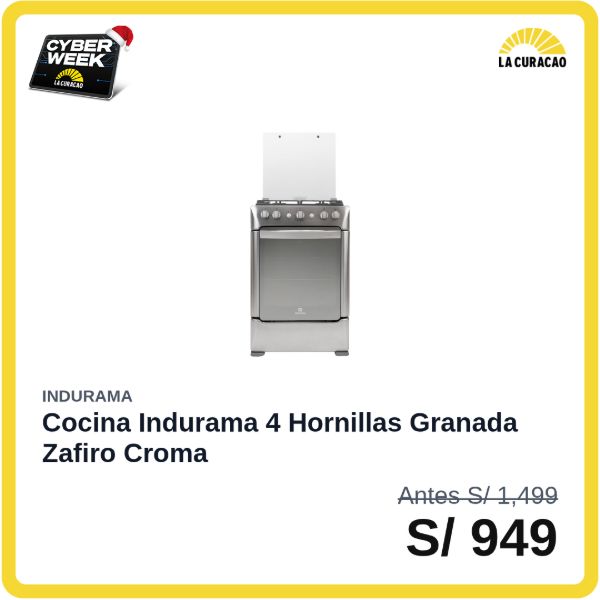 CYBER
WEEK
LA CURACAO
LA CURACAO
INDURAMA
Cocina Indurama 4 Hornillas Granada
Zafiro Croma
Antes S/ 1,499
S/ 949